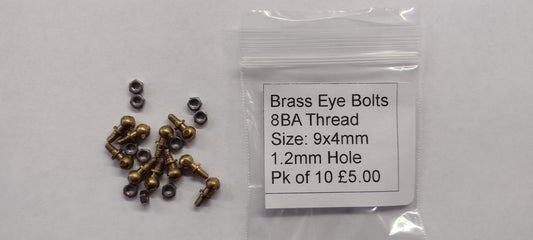 Brass Eye Bolts
8BA Thread
Size: 9x4mm
1.2mm Hole
Pk of 10 £5.00